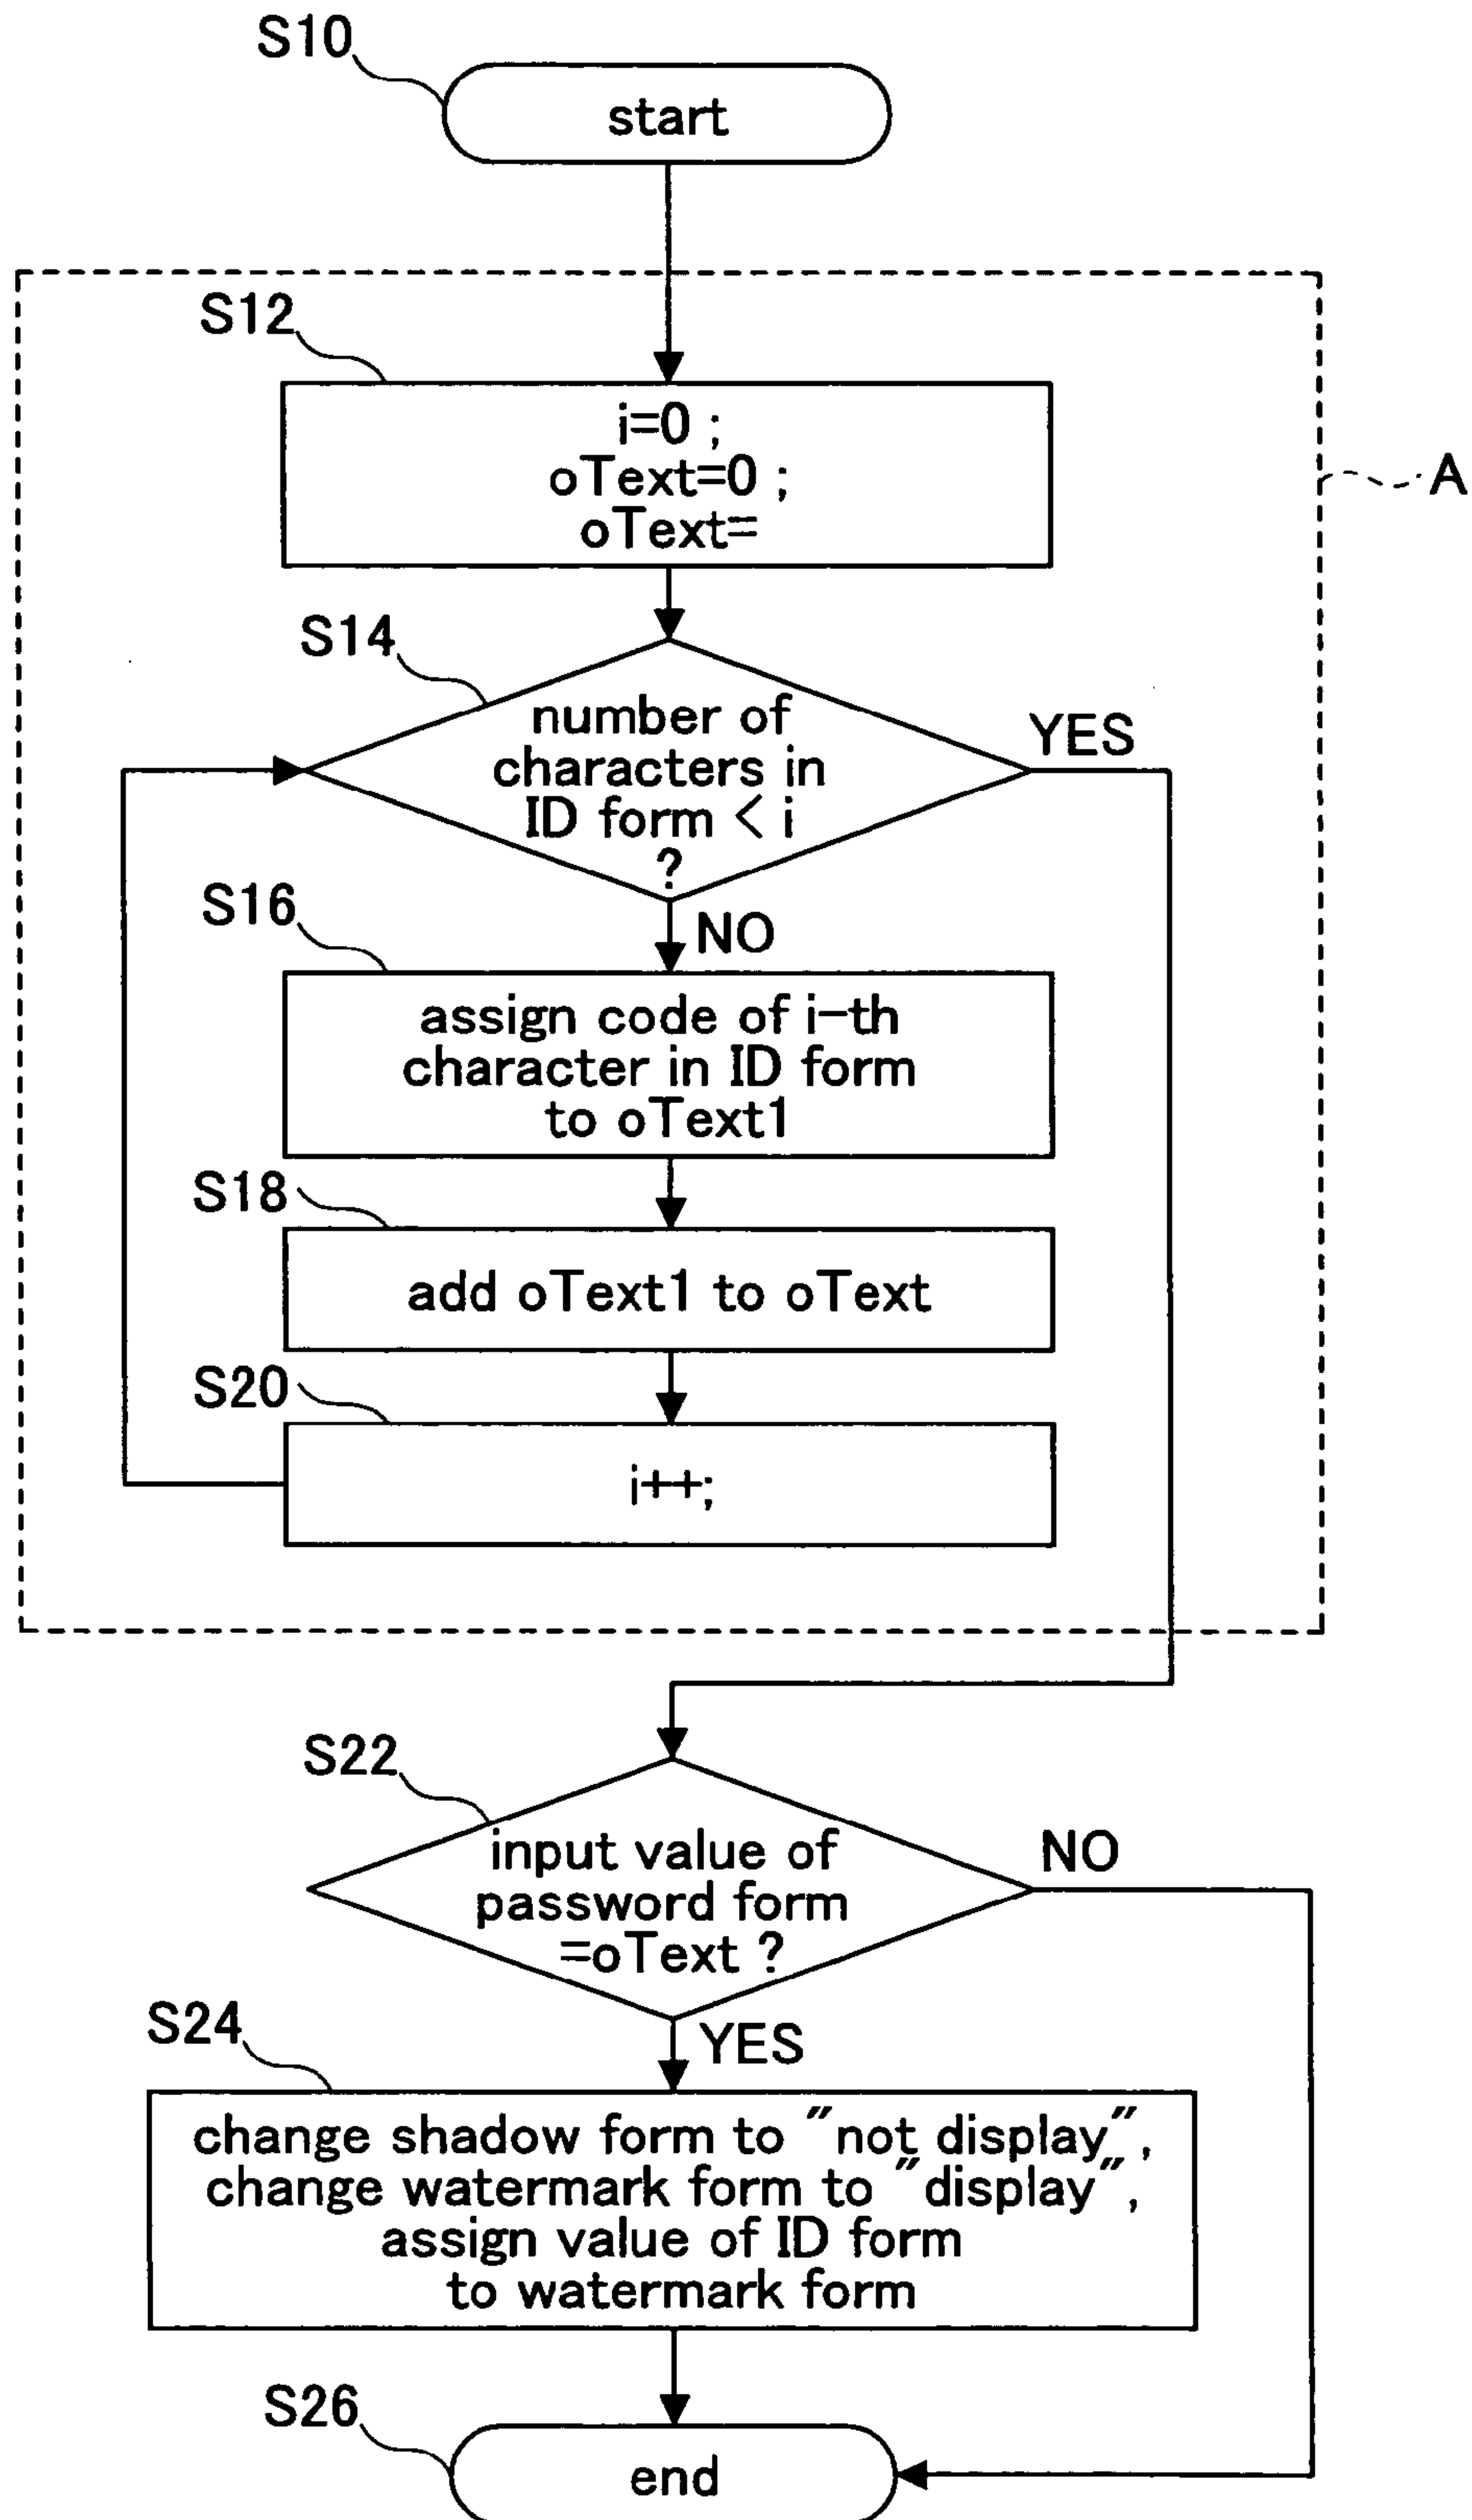 S10
start
S12
i=0 ;
oText=0 ;
oText=
A
S14
number of
characters in
ID form < i
?
YES
NO
S16
assign code of i-th
character in ID form
to oText1
S18
add oText1 to oText
S20
i++;
S22
input value of
password form
=oText ?
NO
YES
S24
change shadow form to "not display",
change watermark form to "display",
assign value of ID form
to watermark form
S26
end